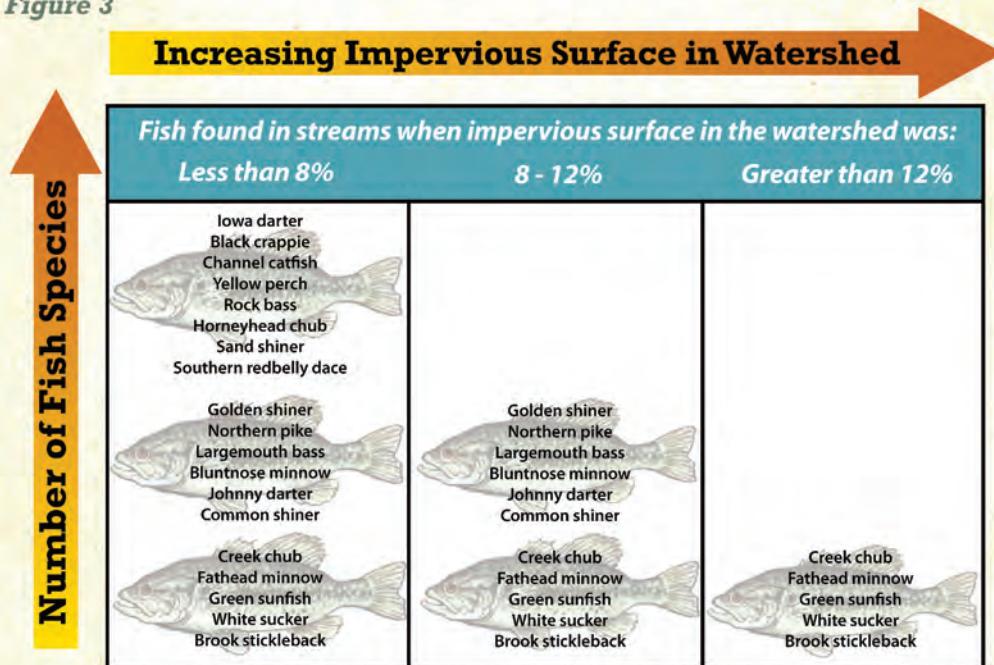 Figure 3
Increasing Impervious Surface in Watershed
Number of Fish Species
Fish found in streams when impervious surface in the watershed was:
Less than 8%
8 - 12%
Greater than 12%
Iowa darter
Black crappie
Channel catfish
Yellow perch
Rock bass
Horneyhead chub
Sand shiner
Southern redbelly dace
Golden shiner
Northern pike
Largemouth bass
Bluntnose minnow
Johnny darter
Common shiner
Creek chub
Fathead minnow
Green sunfish
White sucker
Brook stickleback
Golden shiner
Northern pike
Largemouth bass
Bluntnose minnow
Johnny darter
Common shiner
Creek chub
Fathead minnow
Green sunfish
White sucker
Brook stickleback
Creek chub
Fathead minnow
Green sunfish
White sucker
Brook stickleback